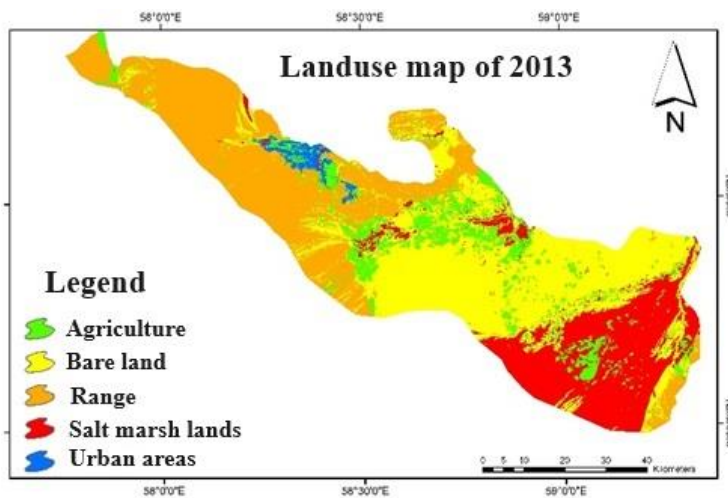 58°0'0"E 58°30'0"E 59°0'0"E
Landuse map of 2013
N
Legend
Agriculture
Bare land
Range
Salt marsh lands
Urban areas
0 5 10 20 30 40
Kilometers
58°0'0"E 58°30'0"E 59°0'0"E